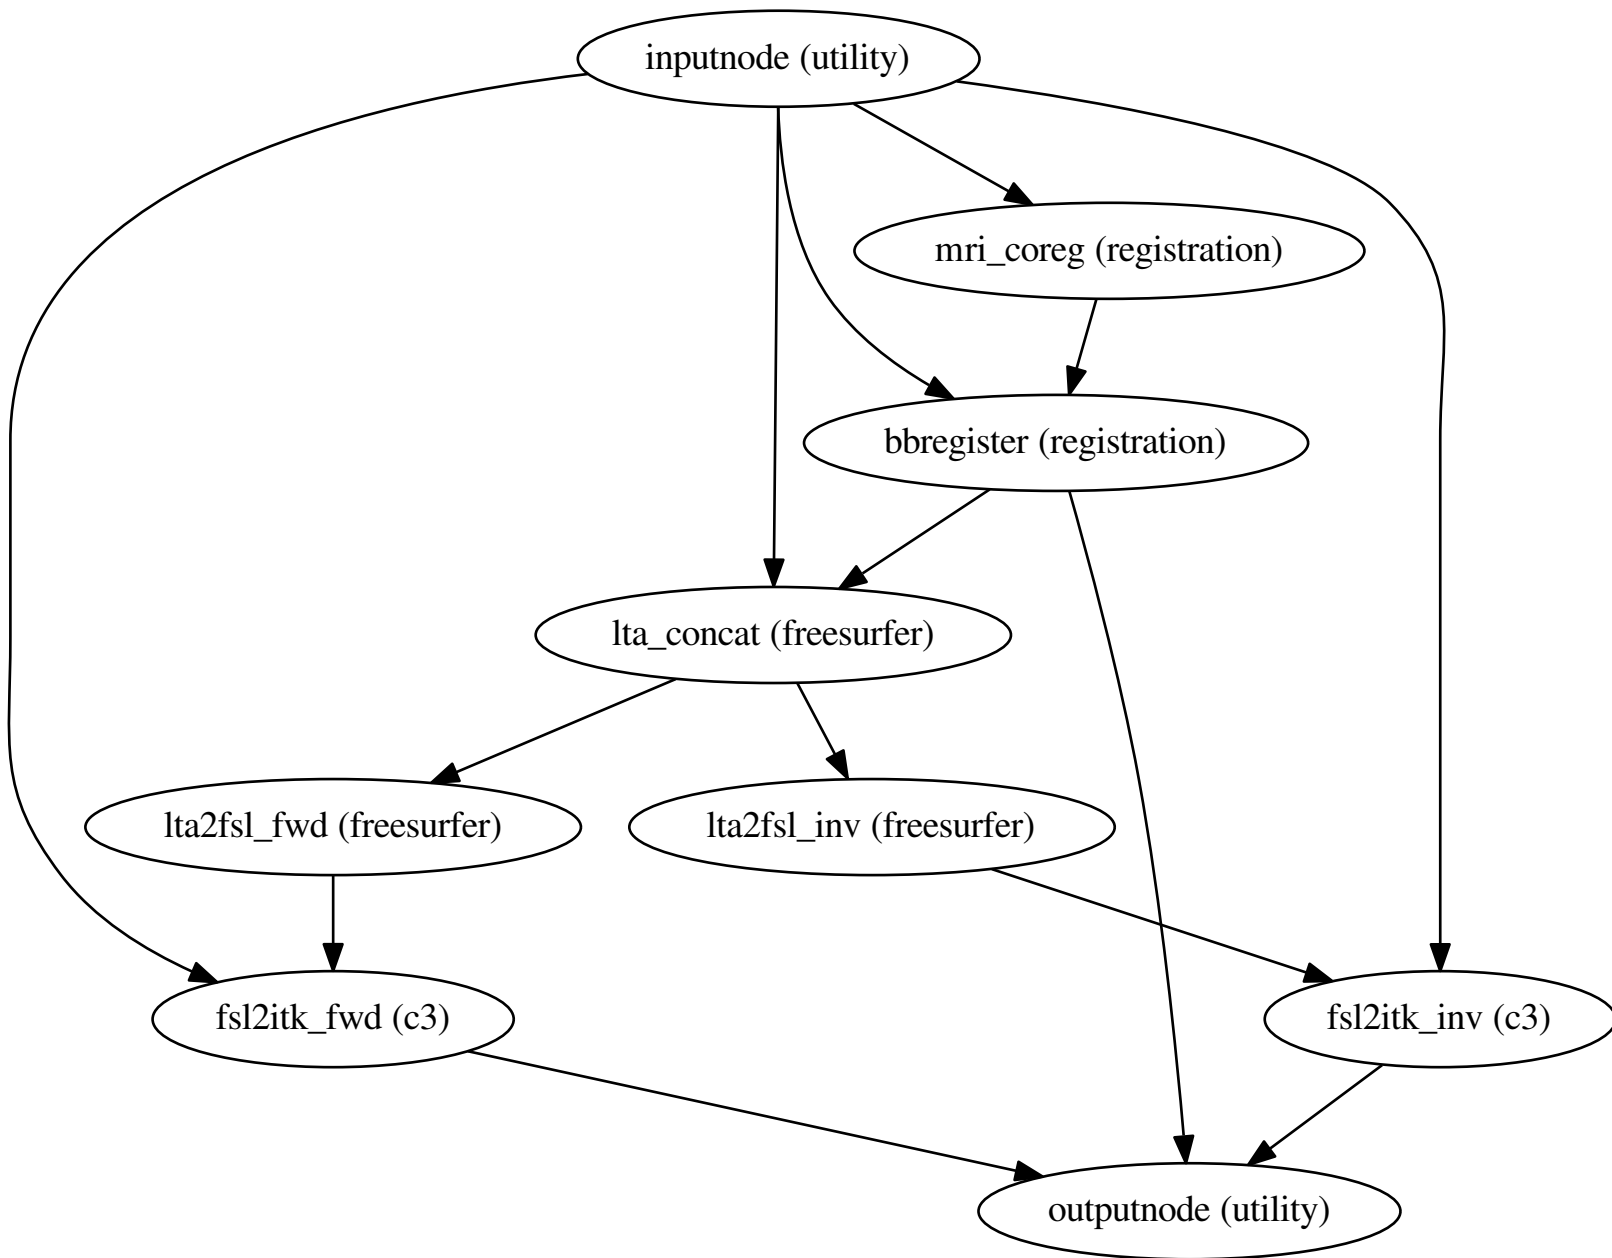 inputnode (utility)
mri_coreg (registration)
bbregister (registration)
lta_concat (freesurfer)
lta2fsl_fwd (freesurfer)
lta2fsl_inv (freesurfer)
fsl2itk_fwd (c3)
fsl2itk_inv (c3)
outputnode (utility)